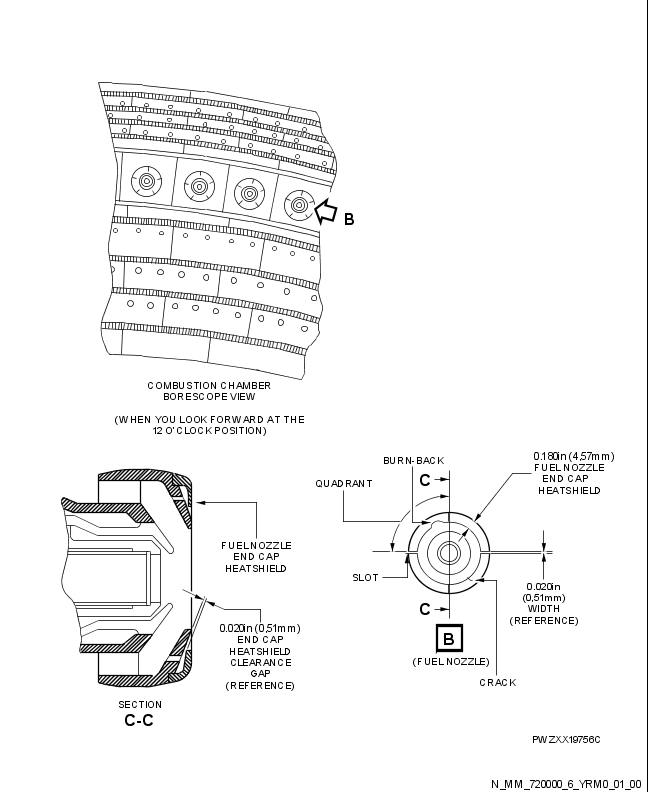 B
COMBUSTION CHAMBER
BORESCOPE VIEW
(WHEN YOU LOOK FORWARD AT THE
12 O'CLOCK POSITION)
FUEL NOZZLE
END CAP
HEATSHIELD
0.020in (0,51mm)
END CAP
HEATSHIELD
CLEARANCE
GAP
(REFERENCE)
SECTION
C-C
BURN-BACK
QUADRANT
C
0.180in (4,57mm)
FUEL NOZZLE
END CAP
HEATSHIELD
SLOT
0.020in
(0,51mm)
WIDTH
(REFERENCE)
C
B
(FUEL NOZZLE)
CRACK
PWZXX19756C
N_MM_720000_6_YRM0_01_00